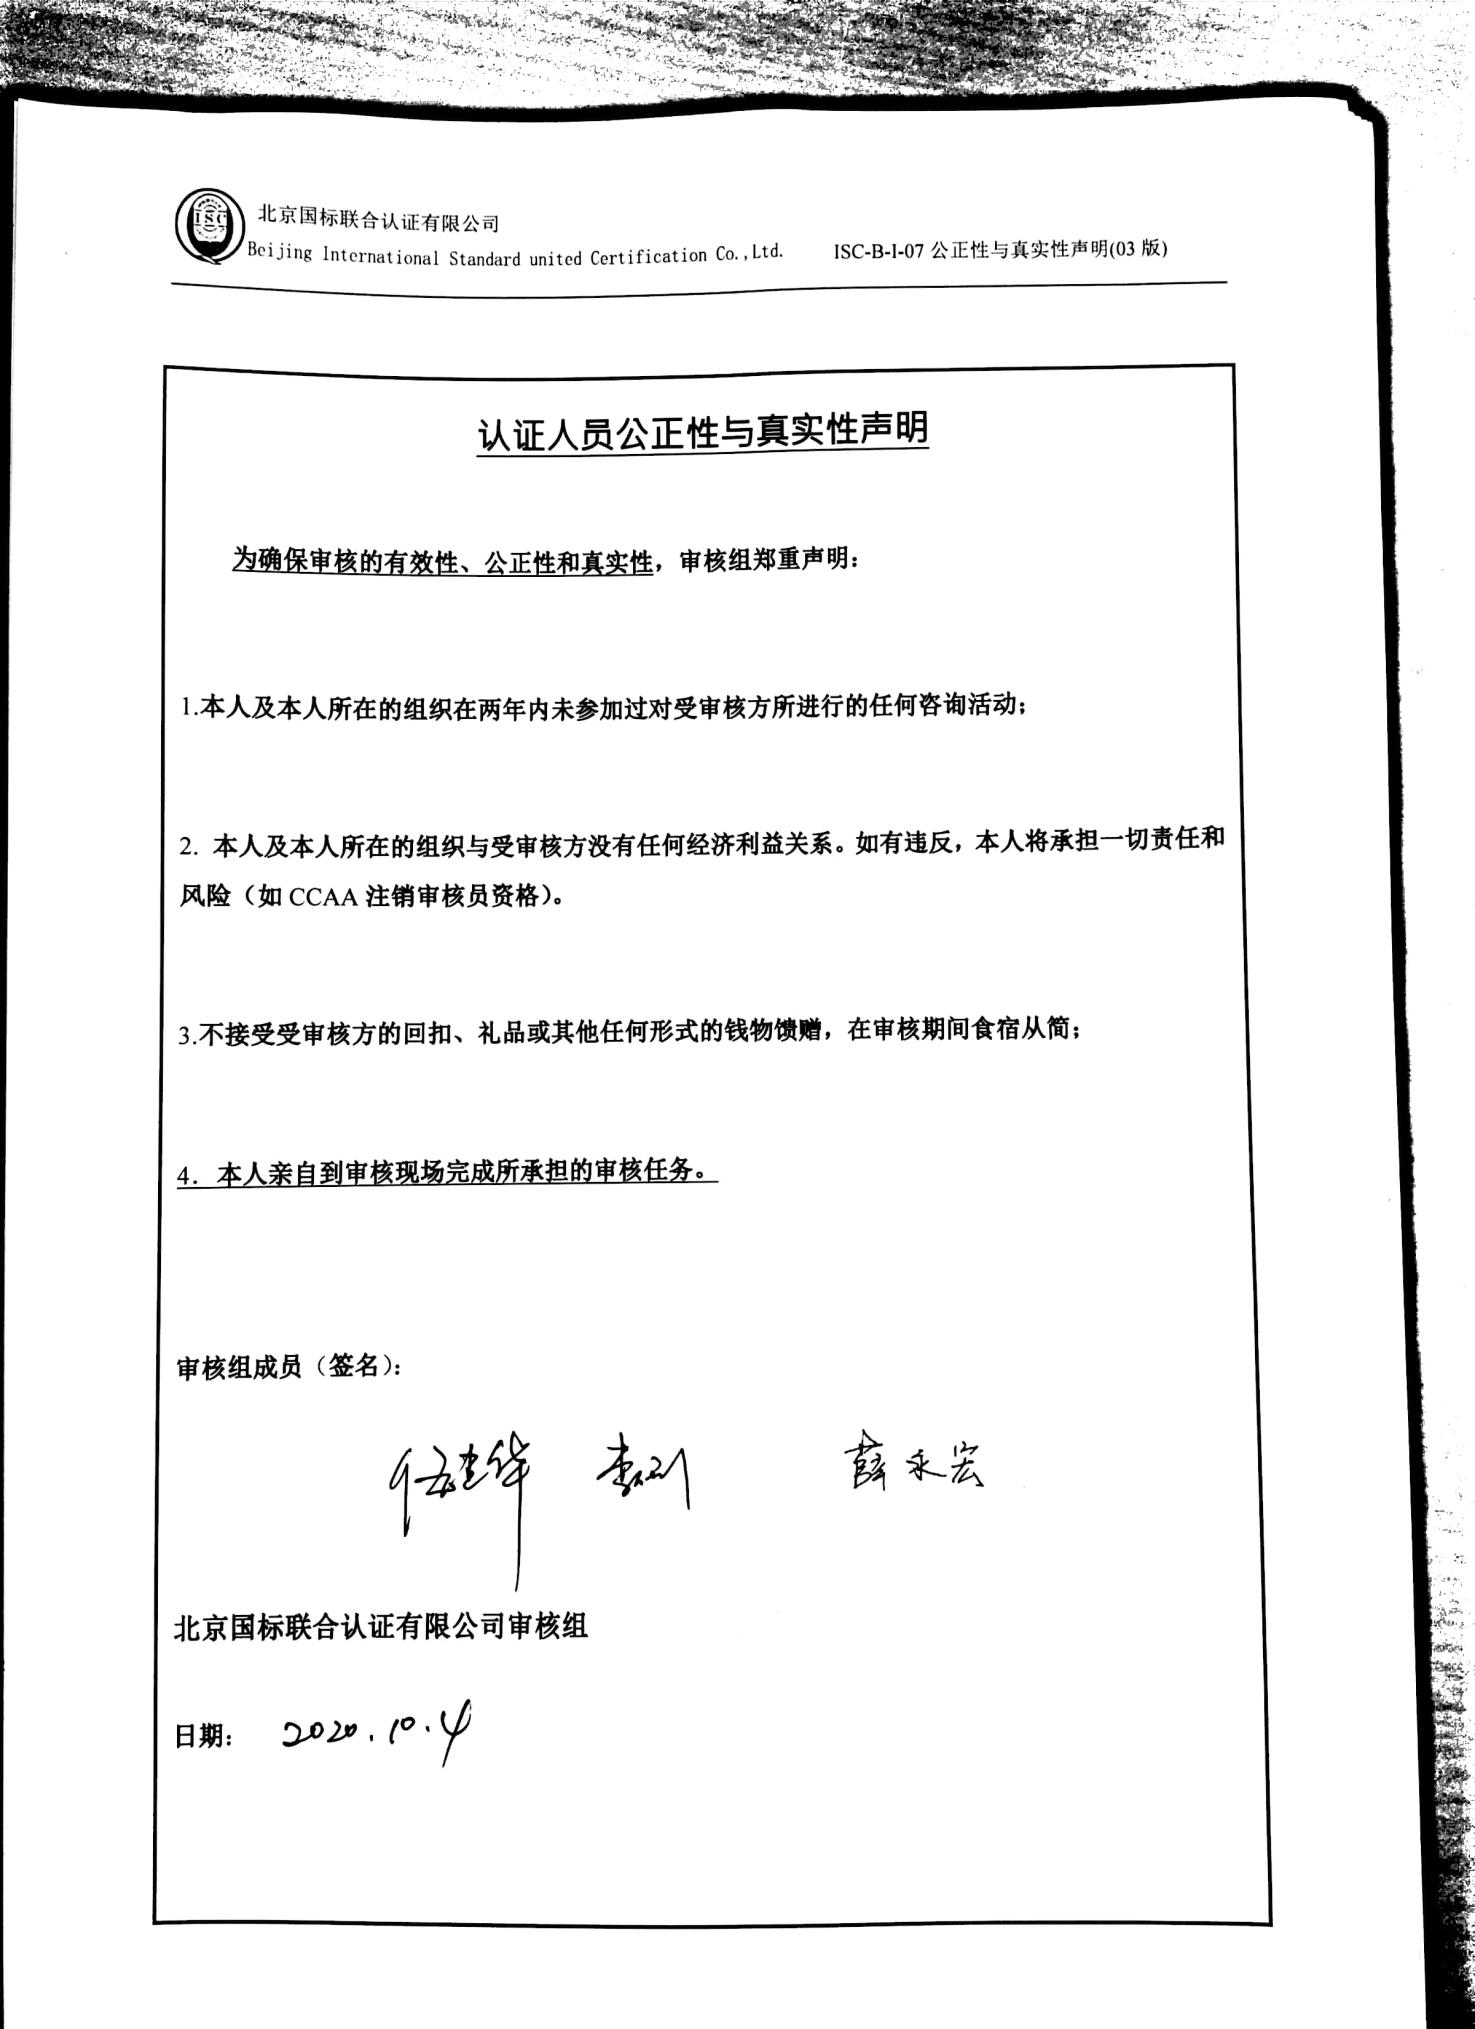 ISC
北京国标联合认证有限公司
Beijing International Standard united Certification Co.,Ltd.
ISC-B-I-07 公正性与真实性声明(03 版)
认证人员公正性与真实性声明
为确保审核的有效性、公正性和真实性，审核组郑重声明：
1.本人及本人所在的组织在两年内未参加过对受审核方所进行的任何咨询活动；
2. 本人及本人所在的组织与受审核方没有任何经济利益关系。如有违反，本人将承担一切责任和
风险（如 CCAA 注销审核员资格）。
3.不接受受审核方的回扣、礼品或其他任何形式的钱物馈赠，在审核期间食宿从简；
4. 本人亲自到审核现场完成所承担的审核任务。
审核组成员（签名）：
薛永宏
北京国标联合认证有限公司审核组
日期： 2020.10.4